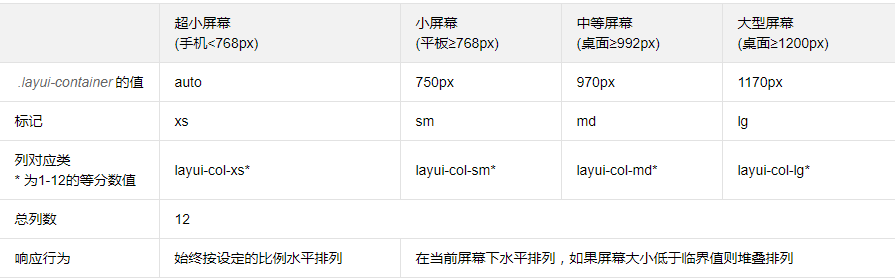 超小屏幕
(手机<768px)
小屏幕
(平板≥768px)
中等屏幕
(桌面≥992px)
大型屏幕
(桌面≥1200px)
.layui-container 的值
auto
750px
970px
1170px
标记
xs
sm
md
lg
列对应类
* 为1-12的等分数值
layui-col-xs*
layui-col-sm*
layui-col-md*
layui-col-lg*
总列数
12
响应行为
始终按设定的比例水平排列
在当前屏幕下水平排列，如果屏幕大小低于临界值则堆叠排列